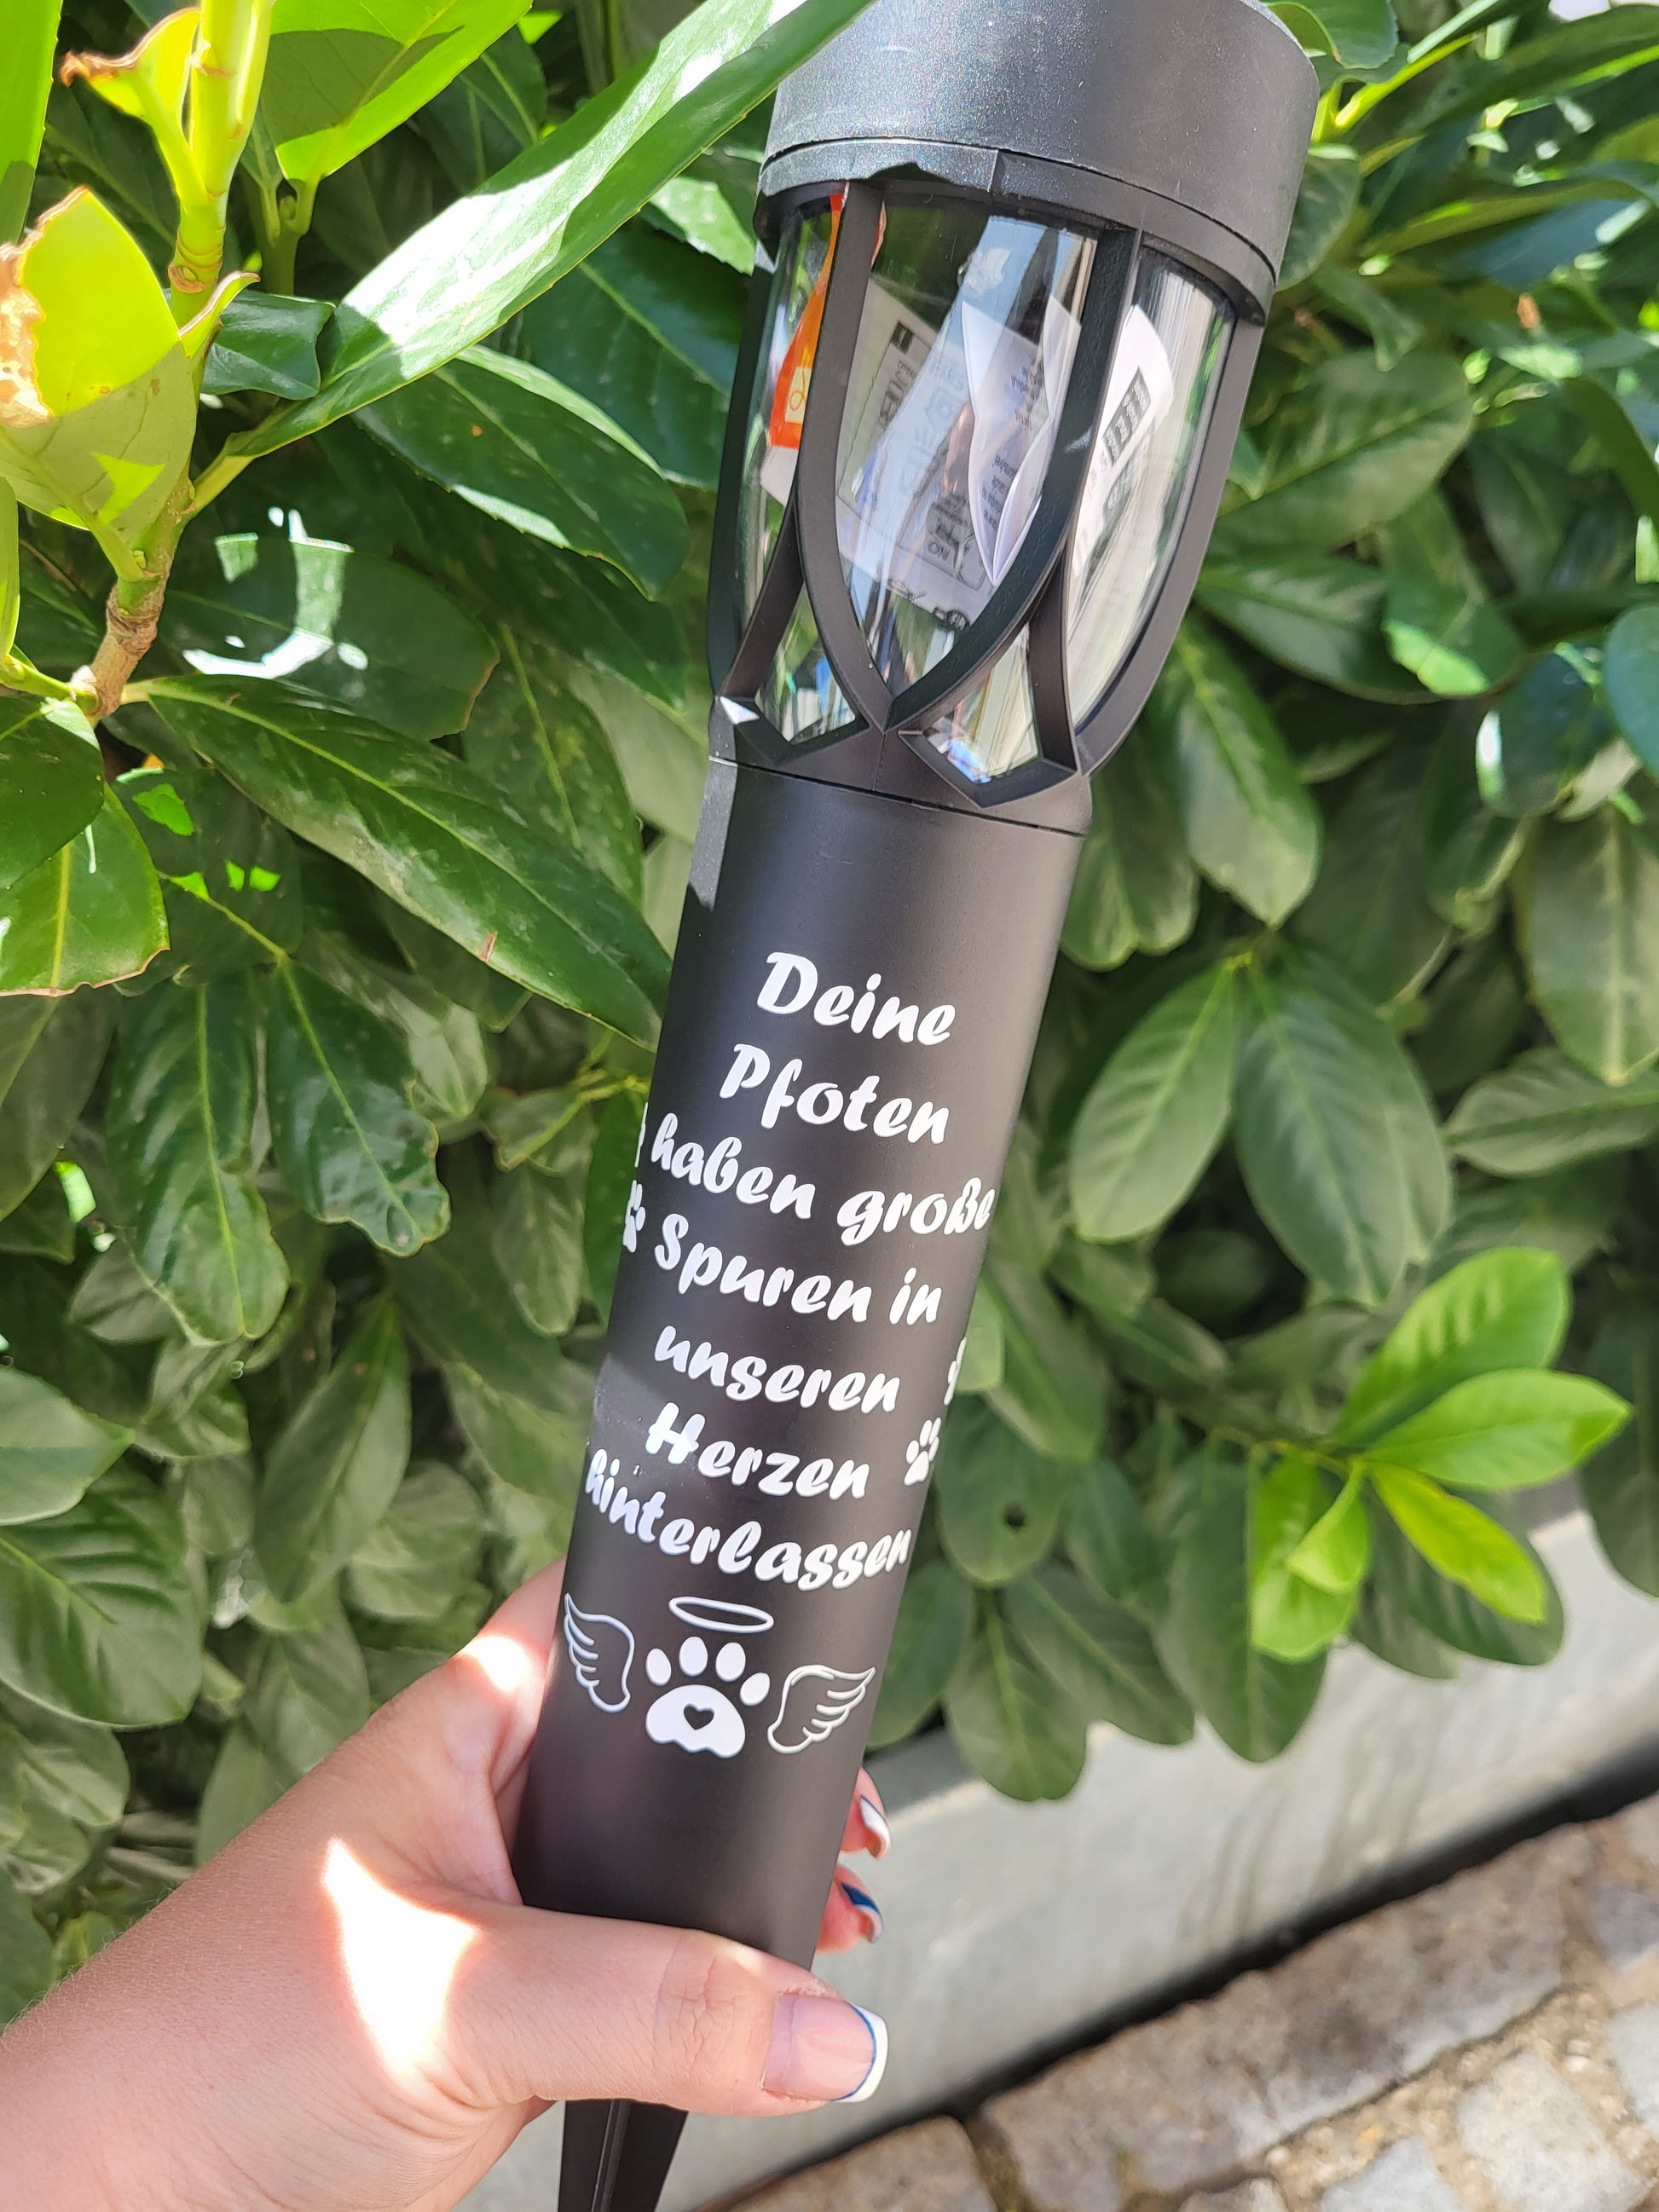 Deine
Pfoten
haben große
Spuren in
unseren
Herzen
hinterlassen